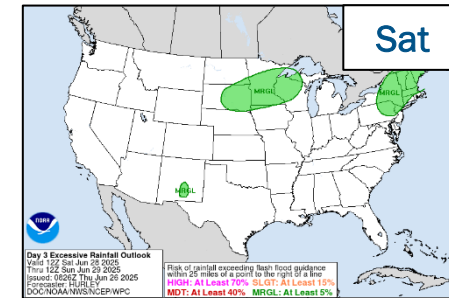 Sat
MRGL
MRGL
MRGL
NOAA
Day 3 Excessive Rainfall Outlook
Valid 12Z Sat Jun 28 2025
Thru 12Z Sun Jun 29 2025
Issued: 0826Z Thu Jun 26 2025
Forecaster: HURLEY
DOC/NOAA/NWS/NCEP/WPC
Risk of rainfall exceeding flash flood guidance
within 25 miles of a point to the right of a line
HIGH: At Least 70% SLGT: At Least 15%
MDT: At Least 40% MRGL: At Least 5%